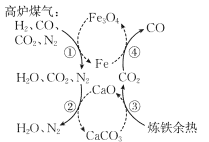 高炉煤气:
H₂、CO、
CO₂、N₂
Fe₃O₄
CO
①
④
Fe
H₂O、CO₂、N₂
CO₂
CaO
②
③
H₂O、N₂
CaCO₃
炼铁余热